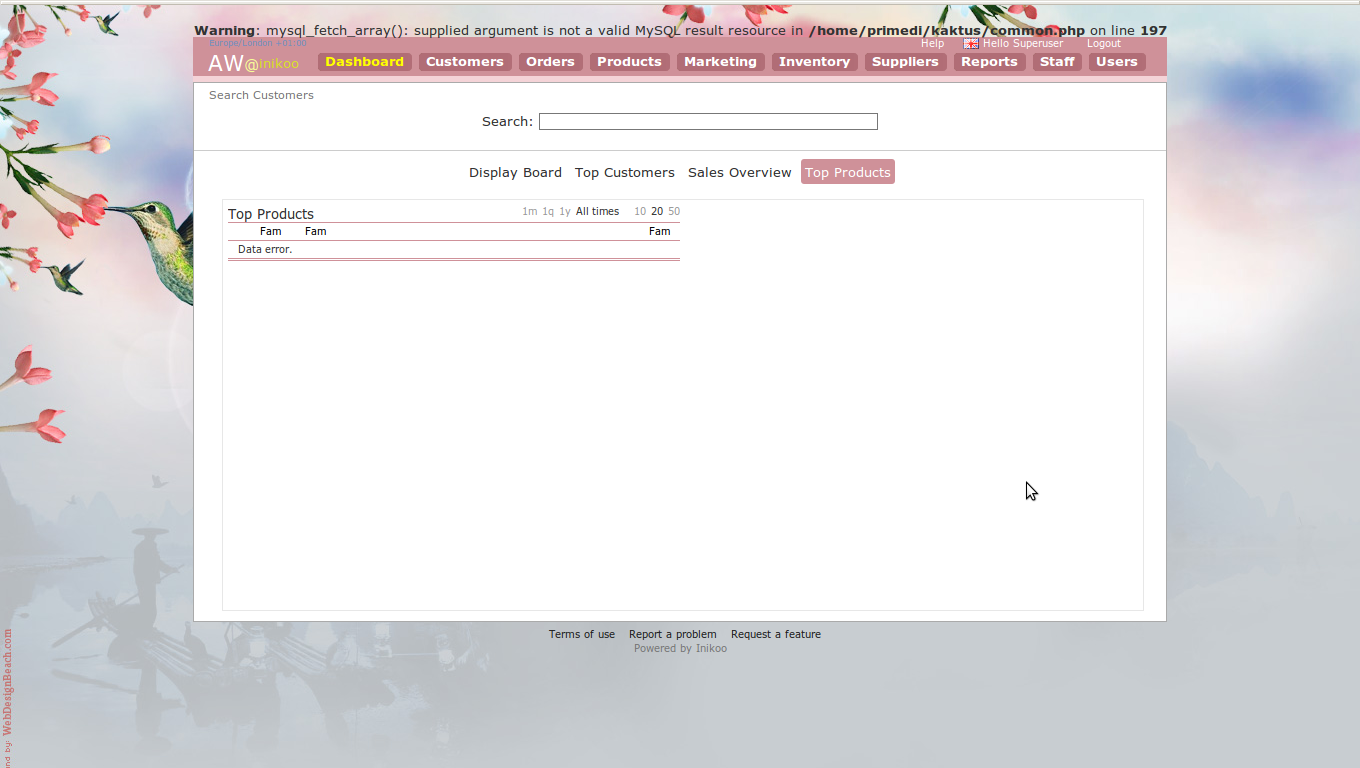 Warning: mysql_fetch_array(): supplied argument is not a valid MySQL result resource in /home/primedi/kaktus/common.php on line 197
Europe/London +01:00
Help Hello Superuser Logout
AW@inikoo Dashboard Customers Orders Products Marketing Inventory Suppliers Reports Staff Users
Search Customers
Search:
Display Board Top Customers Sales Overview Top Products
Top Products 1m 1q 1y All times 10 20 50
Fam Fam Fam
Data error.
Terms of use Report a problem Request a feature
Powered by Inikoo
nd by: WebDesignBeach.com